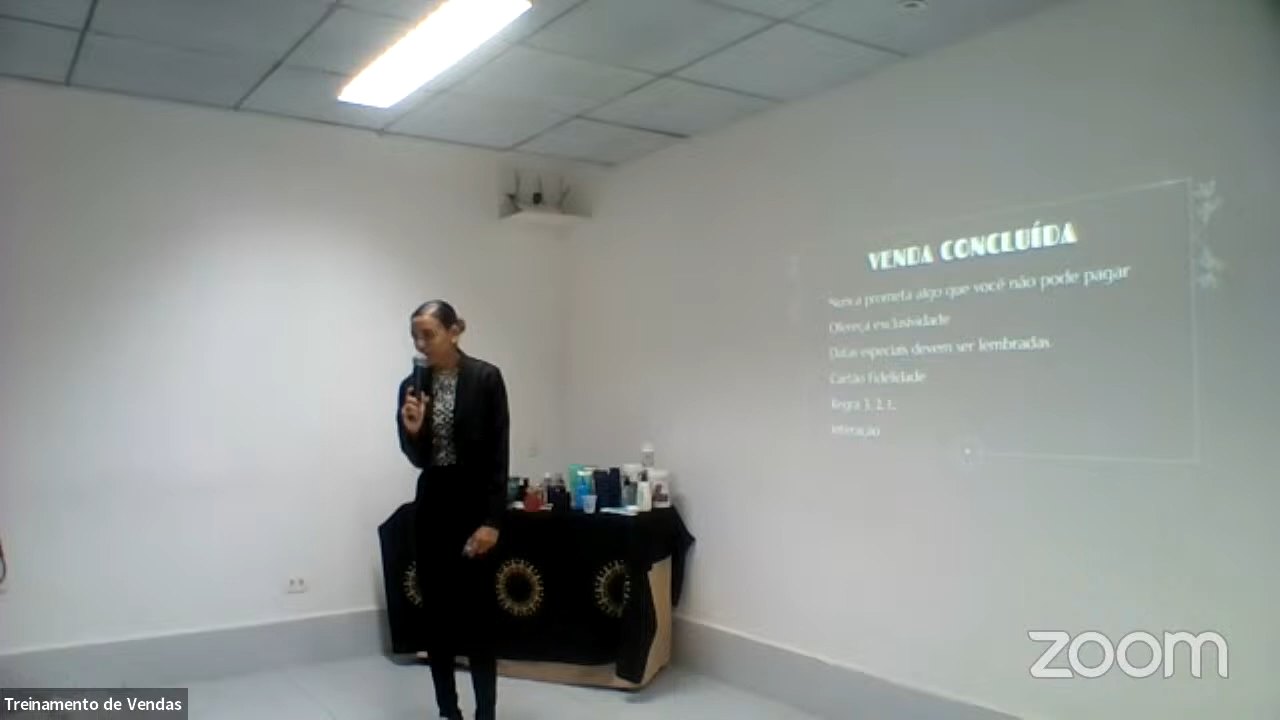 VENDA CONCLUÍDA
Nunca prometa algo que você não pode pagar
Ofereça exclusividade
Datas especiais devem ser lembradas
Cartão Fidelidade
Regra 3, 2, 1,
Interação
zoom
Treinamento de Vendas